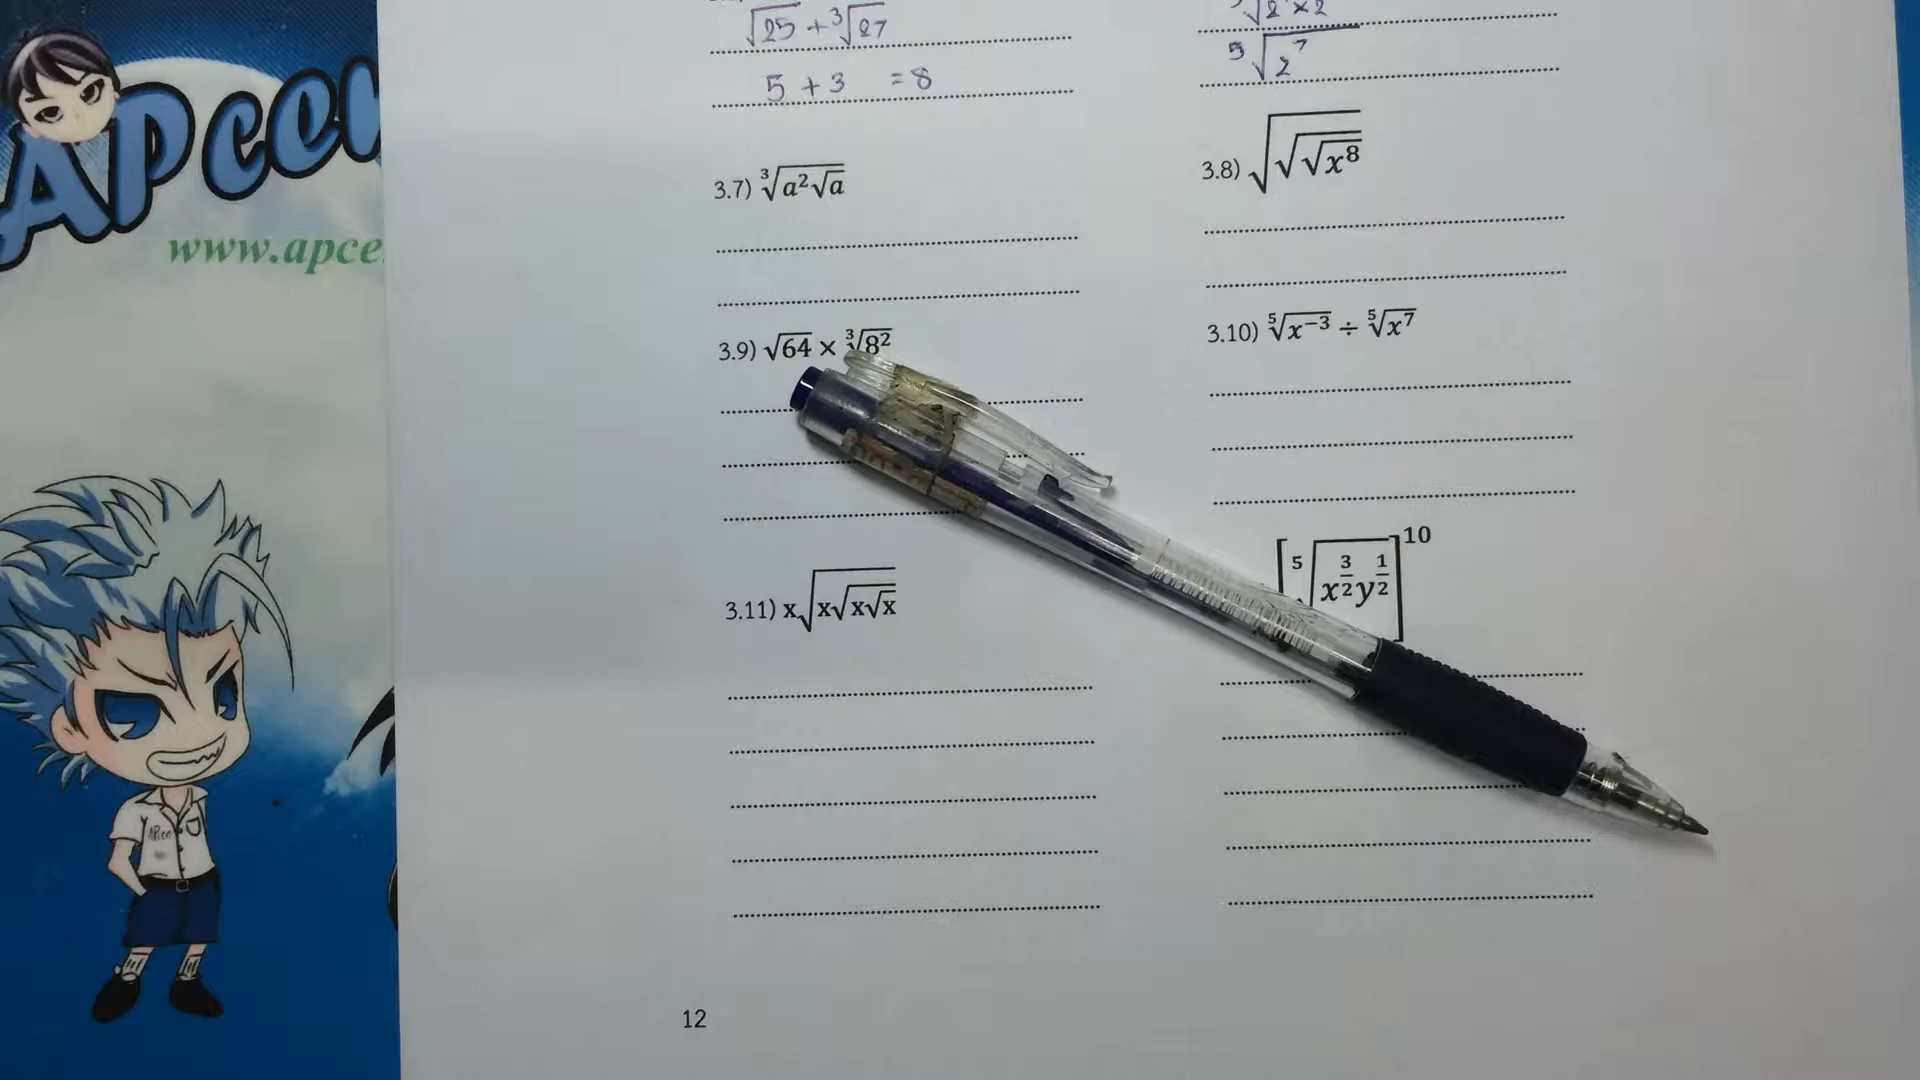 APcen
www.apce
√25 + ³√27
5 + 3 = 8
⁵√2⁷
3.7) ³√(a²√a)
3.8) √(√(√(x⁸)))
3.9) √64 × ³√(8²)
3.10) ⁵√(x⁻³) ÷ ⁵√(x⁷)
3.11) x√(x√(x√x))
[⁵√(x^(3/2) y^(1/2))]¹⁰
12